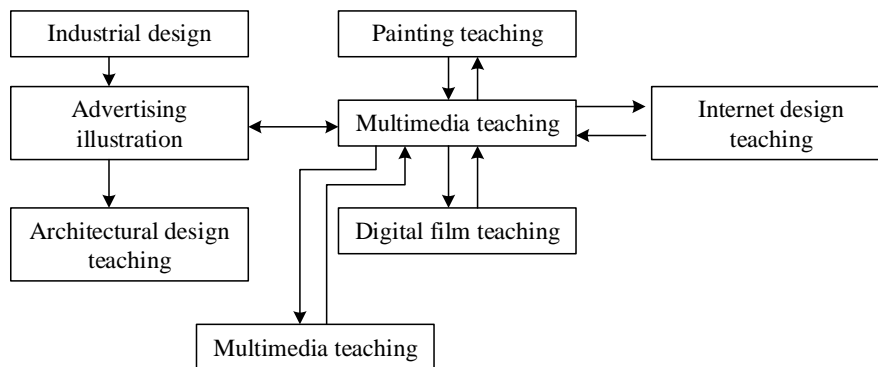 Industrial design
Painting teaching
Advertising
illustration
Multimedia teaching
Internet design
teaching
Architectural design
teaching
Digital film teaching
Multimedia teaching